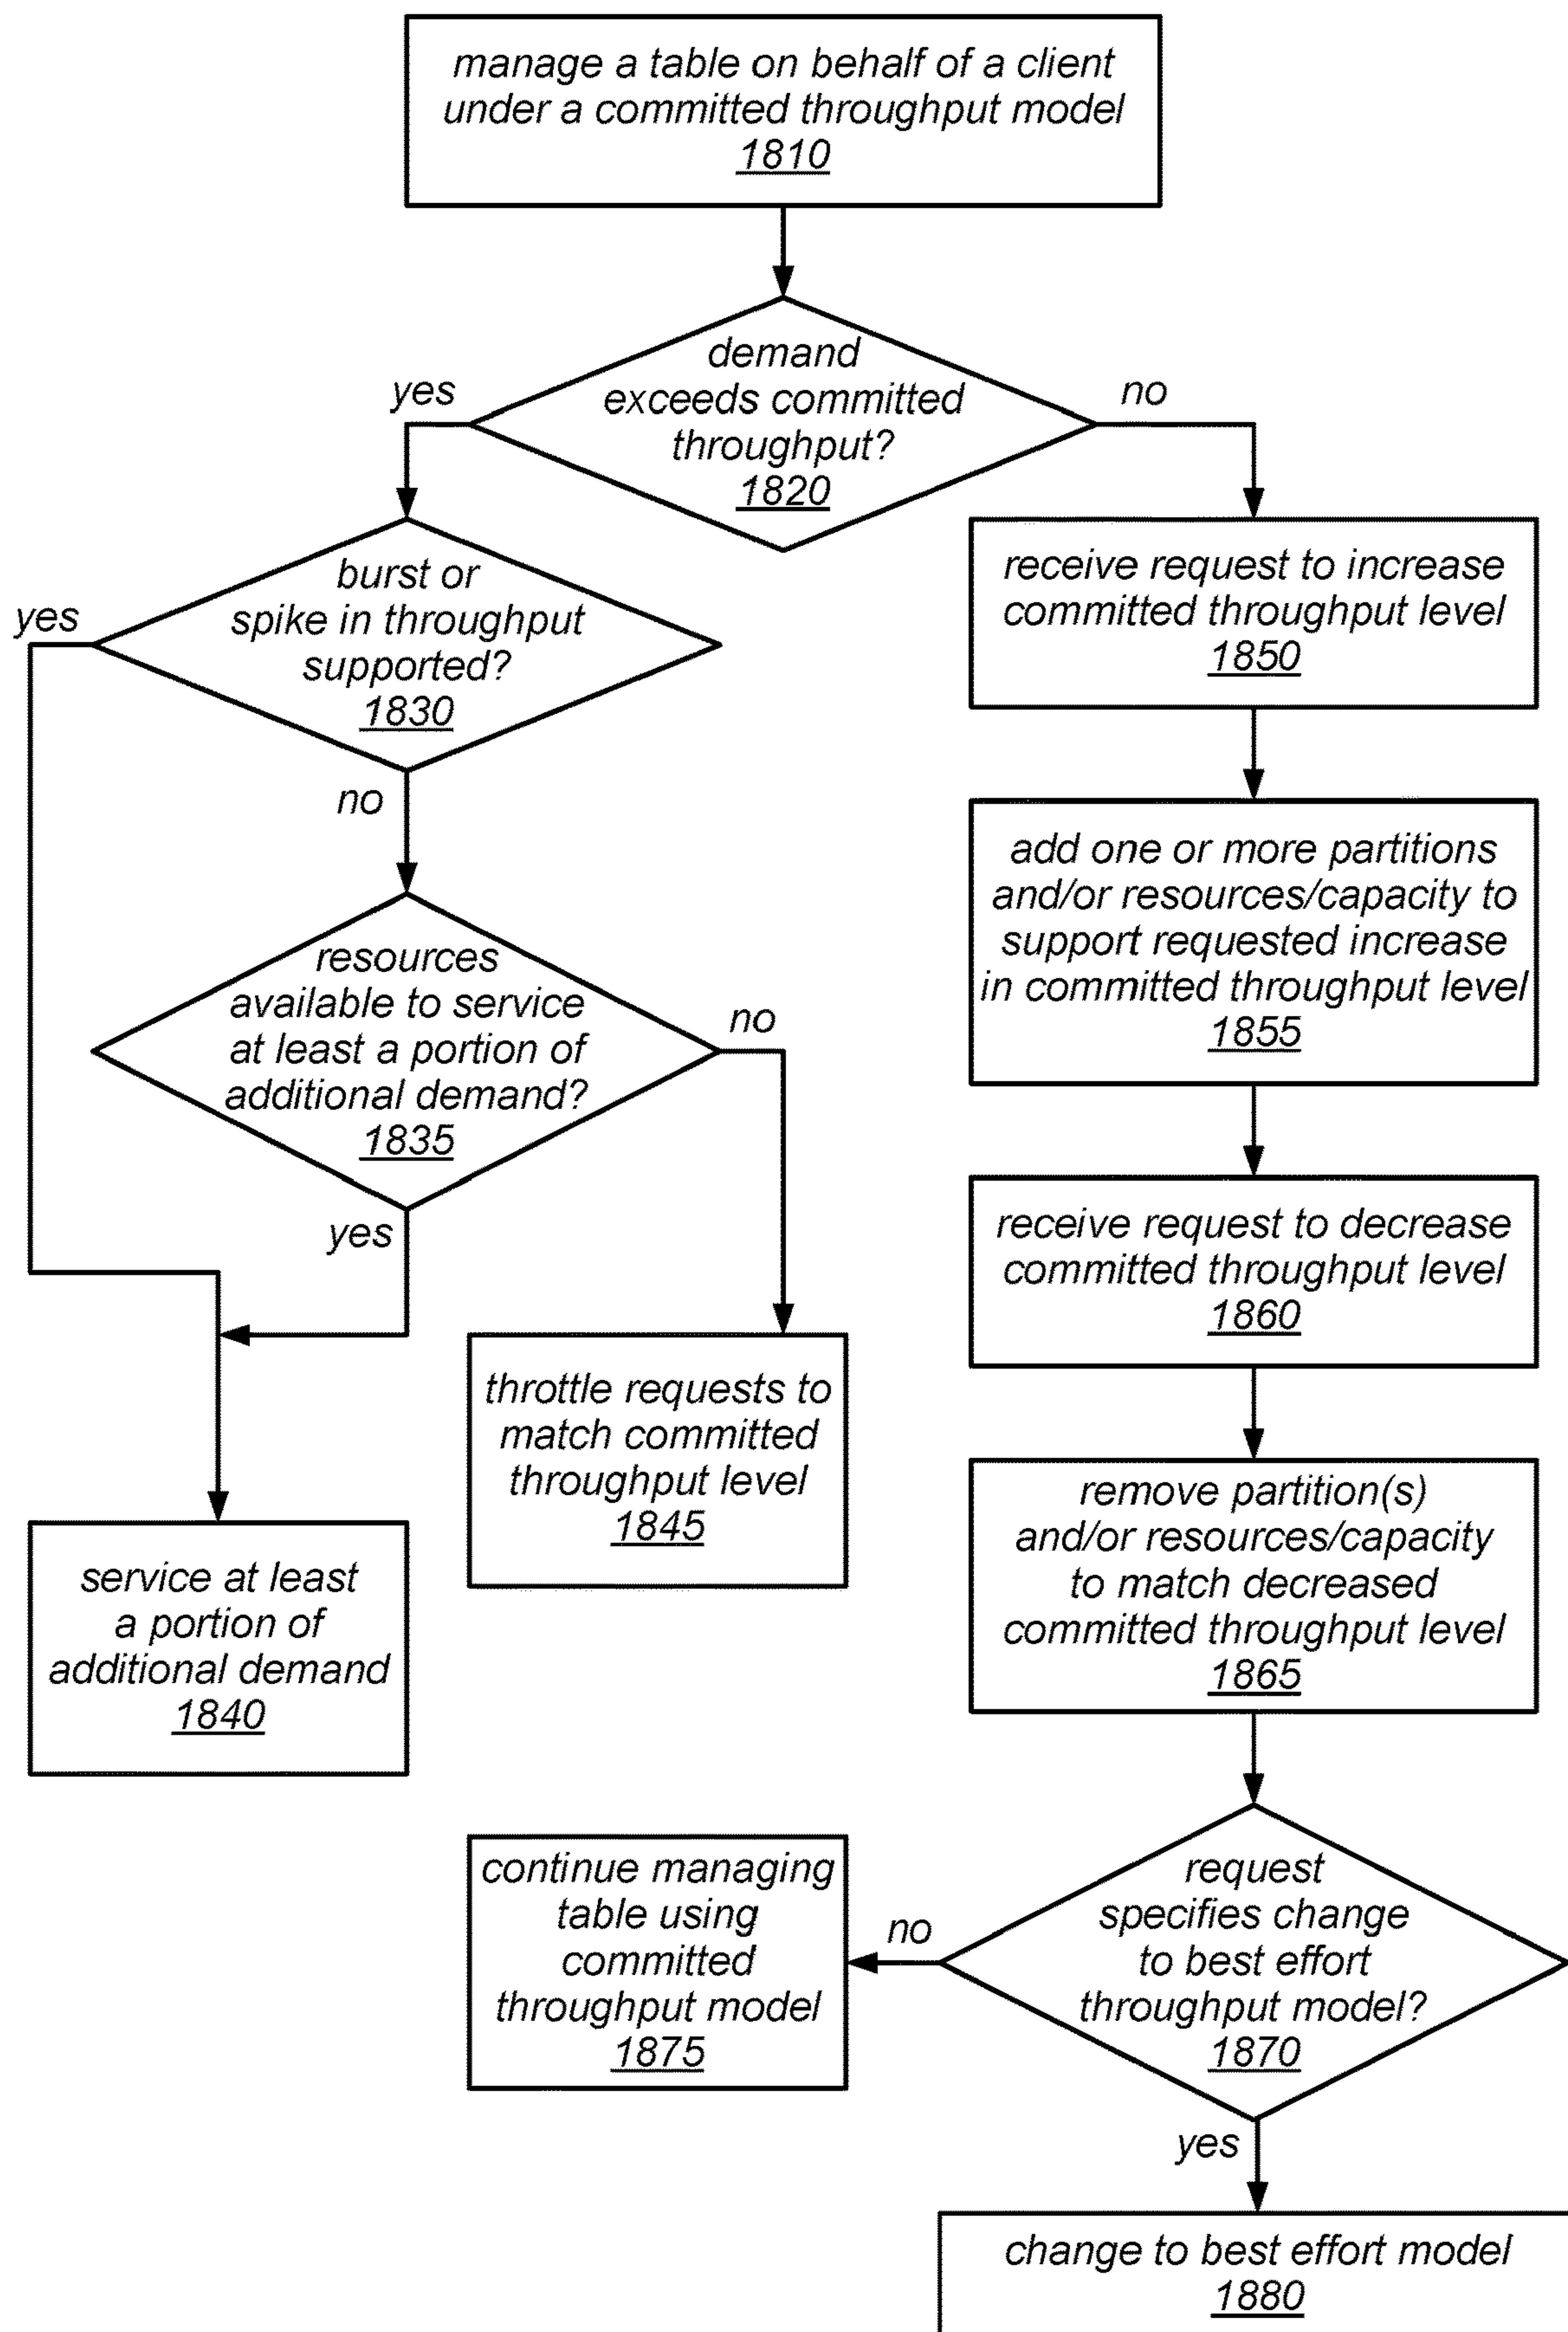 manage a table on behalf of a client
under a committed throughput model
1810
demand
exceeds committed
throughput?
1820
yes
no
burst or
spike in throughput
supported?
1830
yes
no
resources
available to service
at least a portion of
additional demand?
1835
no
yes
throttle requests to
match committed
throughput level
1845
service at least
a portion of
additional demand
1840
receive request to increase
committed throughput level
1850
add one or more partitions
and/or resources/capacity to
support requested increase
in committed throughput level
1855
receive request to decrease
committed throughput level
1860
remove partition(s)
and/or resources/capacity
to match decreased
committed throughput level
1865
request
specifies change
to best effort
throughput model?
1870
no
continue managing
table using
committed
throughput model
1875
yes
change to best effort model
1880